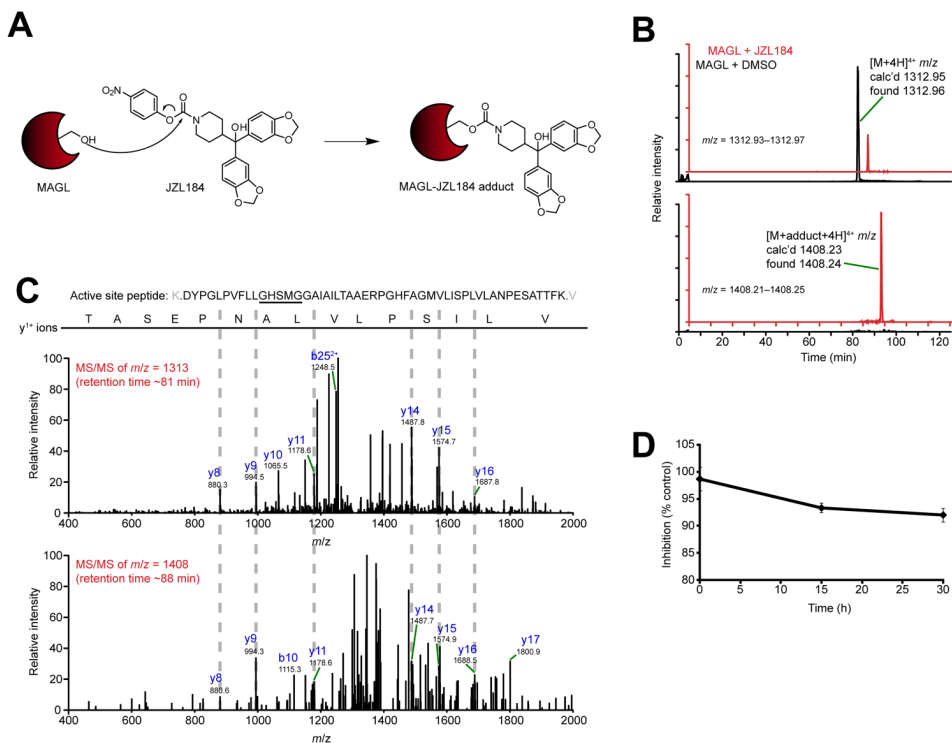 A
O₂N
O
O
N
OH
O
O
O
O
OH
MAGL
JZL184
O
O
N
OH
O
O
O
O
MAGL-JZL184 adduct
B
MAGL + JZL184
MAGL + DMSO
[M+4H]⁴⁺ m/z
calc'd 1312.95
found 1312.96
m/z = 1312.93–1312.97
Relative intensity
[M+adduct+4H]⁴⁺ m/z
calc'd 1408.23
found 1408.24
m/z = 1408.21–1408.25
0 20 40 60 80 100 120
Time (min)
C
Active site peptide: K.DYPGLPVFLLGHSMGGAIAILTAAERPGHFAGMVLISPLVLANPESATTFK.V
T A S E P N A L V L P S I L V
y¹⁺ ions
MS/MS of m/z = 1313
(retention time ~81 min)
Relative intensity
100
80
60
40
20
0
y8
880.3
y9
994.5
y10
1065.5
y11
1178.6
b25²⁺
1248.5
y14
1487.8
y15
1574.7
y16
1687.8
400 600 800 1000 1200 1400 1600 1800 2000
m/z
MS/MS of m/z = 1408
(retention time ~88 min)
Relative intensity
100
80
60
40
20
0
y8
880.6
y9
994.3
b10
1115.3
y11
1178.6
y14
1487.7
y15
1574.9
y16
1688.5
y17
1800.9
400 600 800 1000 1200 1400 1600 1800 2000
m/z
D
Inhibition (% control)
105
100
95
90
85
80
0 5 10 15 20 25 30
Time (h)